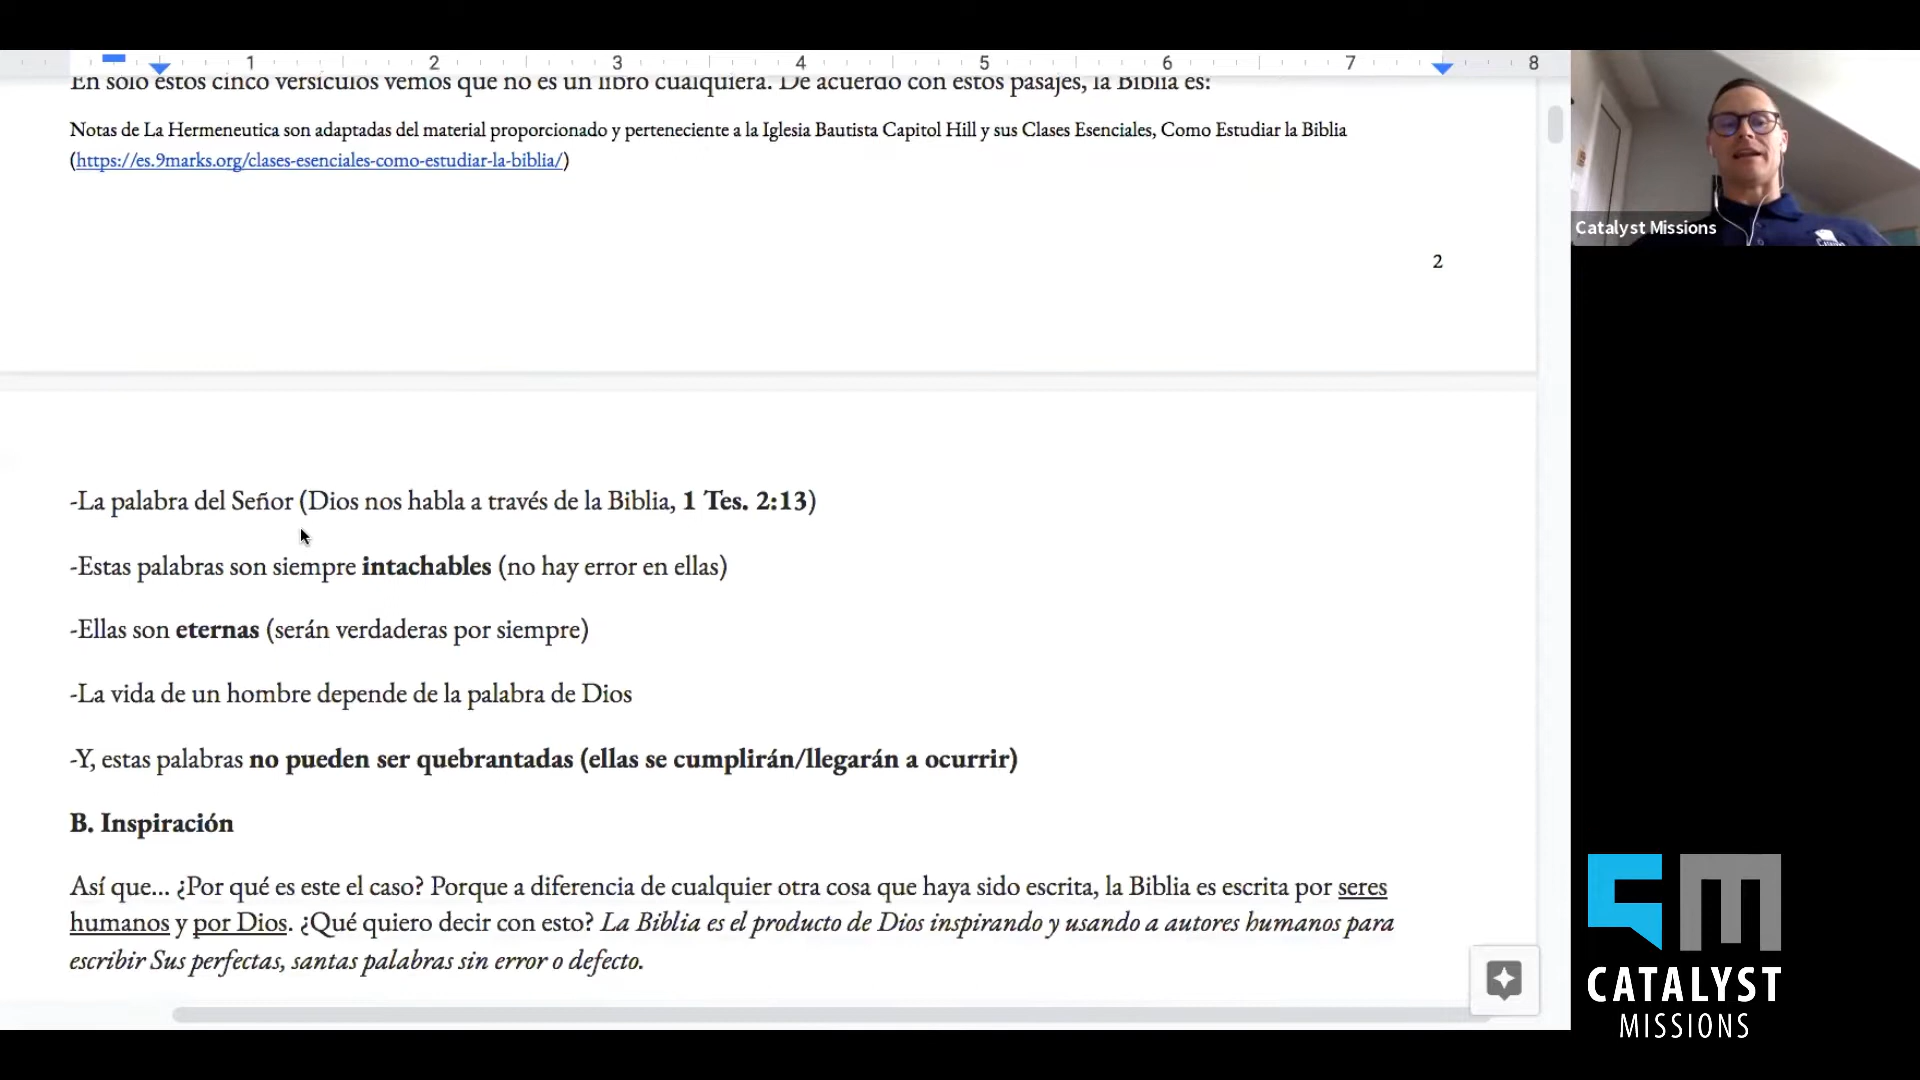 1 2 3 4 5 6 7 8
En sólo estos cinco versículos vemos que no es un libro cualquiera. De acuerdo con estos pasajes, la Biblia es:
Notas de La Hermeneutica son adaptadas del material proporcionado y perteneciente a la Iglesia Bautista Capitol Hill y sus Clases Esenciales, Como Estudiar la Biblia
(https://es.9marks.org/clases-esenciales-como-estudiar-la-biblia/)
Catalyst Missions
2
-La palabra del Señor (Dios nos habla a través de la Biblia, 1 Tes. 2:13)
-Estas palabras son siempre intachables (no hay error en ellas)
-Ellas son eternas (serán verdaderas por siempre)
-La vida de un hombre depende de la palabra de Dios
-Y, estas palabras no pueden ser quebrantadas (ellas se cumplirán/llegarán a ocurrir)
B. Inspiración
Así que... ¿Por qué es este el caso? Porque a diferencia de cualquier otra cosa que haya sido escrita, la Biblia es escrita por seres
humanos y por Dios. ¿Qué quiero decir con esto? La Biblia es el producto de Dios inspirando y usando a autores humanos para
escribir Sus perfectas, santas palabras sin error o defecto.
CATALYST
MISSIONS